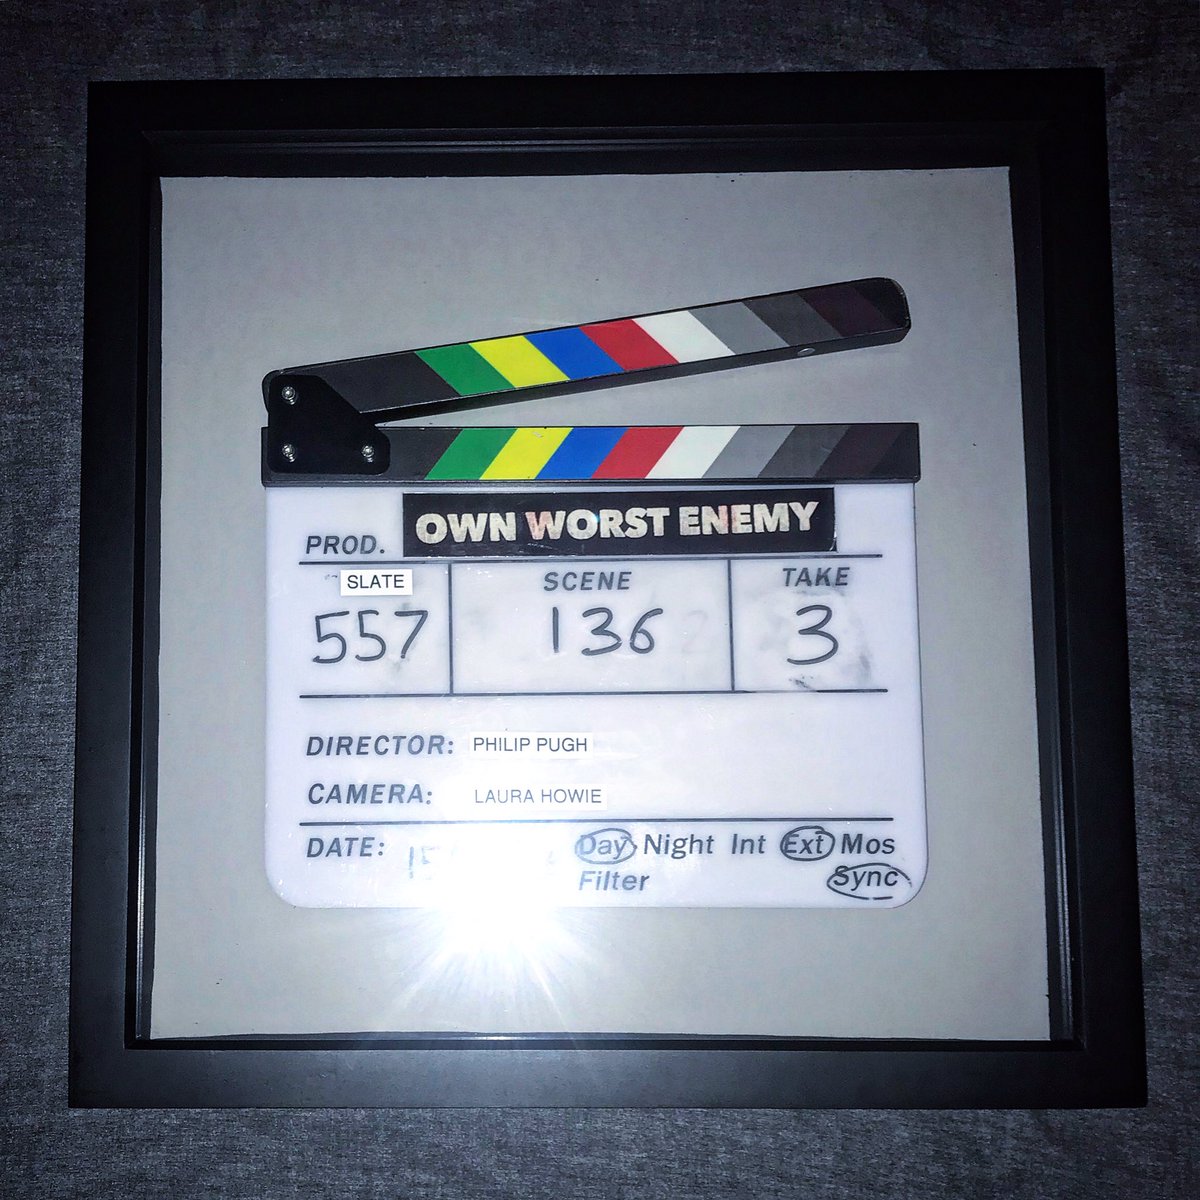 PROD. OWN WORST ENEMY
SLATE SCENE TAKE
557 136 3
DIRECTOR: PHILIP PUGH
CAMERA: LAURA HOWIE
DATE: Day Night Int Ext Mos
Filter Sync